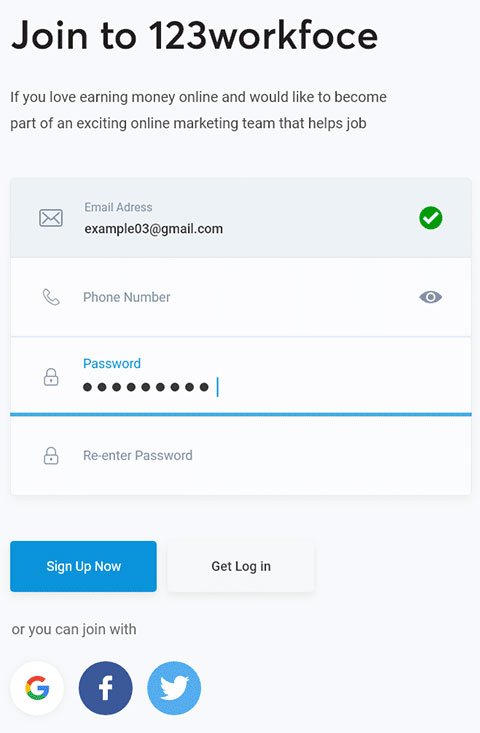 Join to 123workfoce
If you love earning money online and would like to become
part of an exciting online marketing team that helps job
Email Adress
example03@gmail.com
Phone Number
Password
Re-enter Password
Sign Up Now
Get Log in
or you can join with